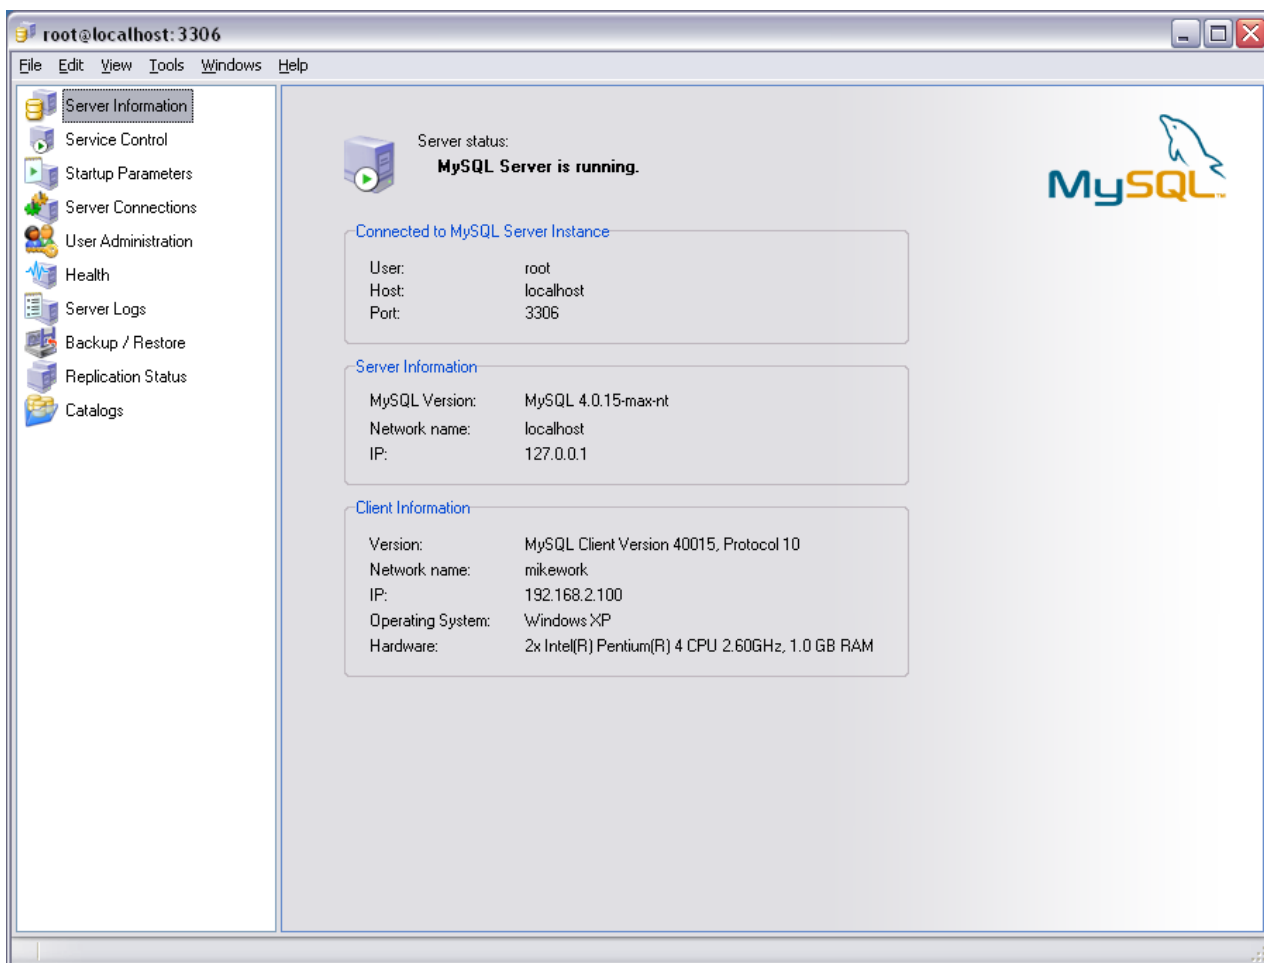 root@localhost:3306
File Edit View Tools Windows Help
Server Information
Service Control
Startup Parameters
Server Connections
User Administration
Health
Server Logs
Backup / Restore
Replication Status
Catalogs
Server status:
MySQL Server is running.
MySQL™
Connected to MySQL Server Instance
User: root
Host: localhost
Port: 3306
Server Information
MySQL Version: MySQL 4.0.15-max-nt
Network name: localhost
IP: 127.0.0.1
Client Information
Version: MySQL Client Version 40015, Protocol 10
Network name: mikework
IP: 192.168.2.100
Operating System: Windows XP
Hardware: 2x Intel(R) Pentium(R) 4 CPU 2.60GHz, 1.0 GB RAM